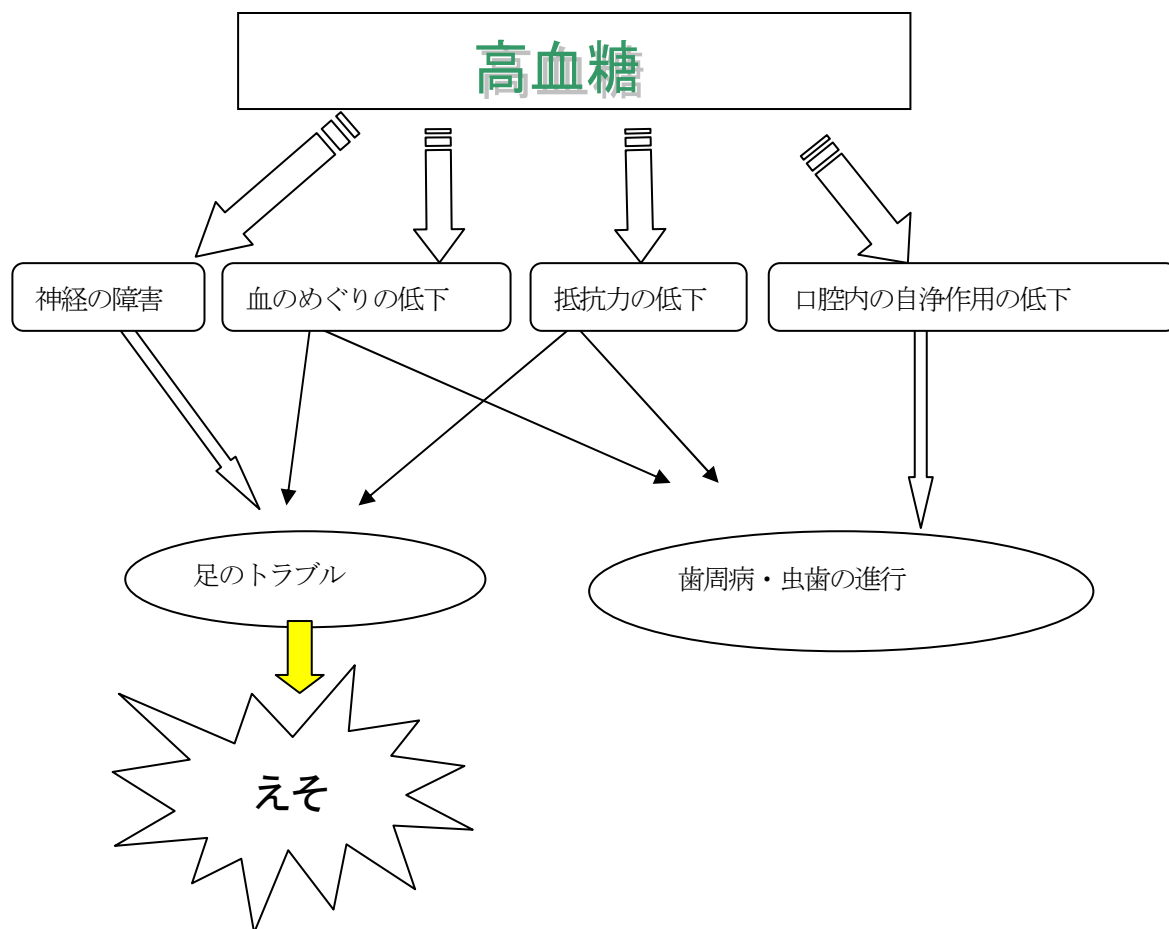 高血糖
神経の障害
血のめぐりの低下
抵抗力の低下
口腔内の自浄作用の低下
足のトラブル
歯周病・虫歯の進行
えそ